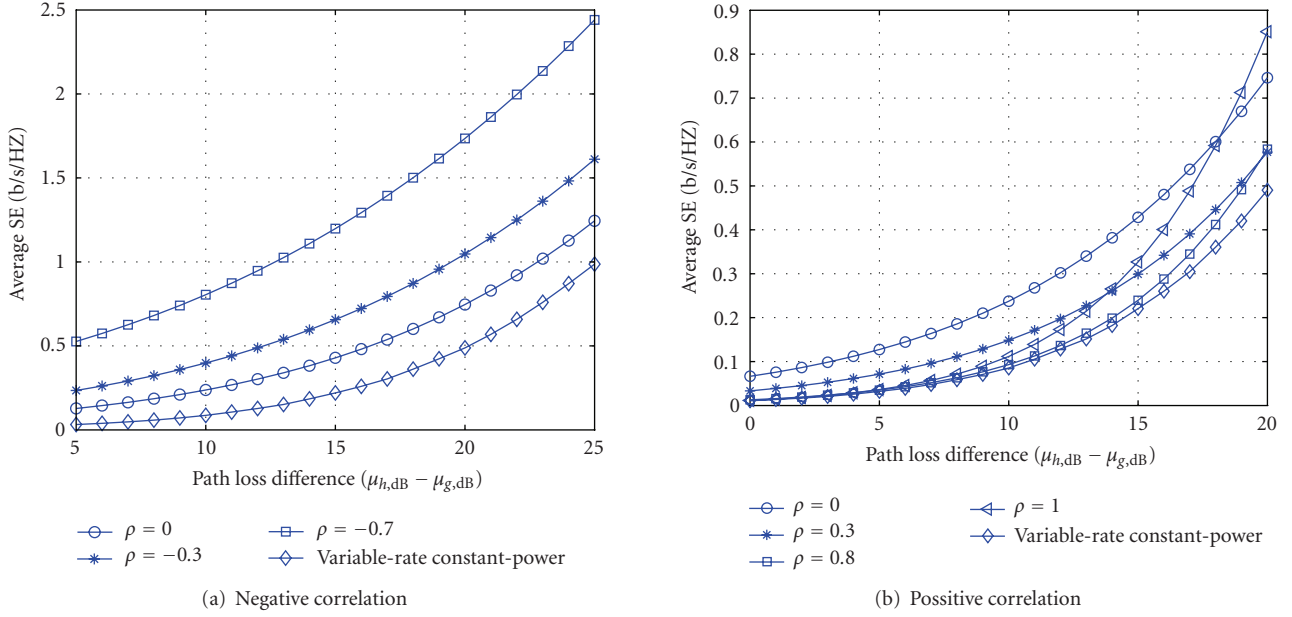 2.5
2
1.5
1
0.5
0
5
10
15
20
25
Average SE (b/s/HZ)
Path loss difference (μh,dB − μg,dB)
ρ = 0
ρ = −0.3
ρ = −0.7
Variable-rate constant-power
(a) Negative correlation
0.9
0.8
0.7
0.6
0.5
0.4
0.3
0.2
0.1
0
0
5
10
15
20
Average SE (b/s/HZ)
Path loss difference (μh,dB − μg,dB)
ρ = 0
ρ = 0.3
ρ = 0.8
ρ = 1
Variable-rate constant-power
(b) Possitive correlation